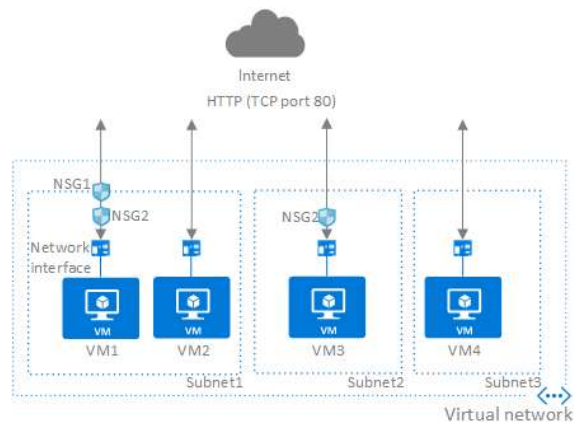 Internet
HTTP (TCP port 80)
NSG1
NSG2
NSG2
Network
interface
VM
VM
VM
VM
VM1
VM2
VM3
VM4
Subnet1
Subnet2
Subnet3
Virtual network